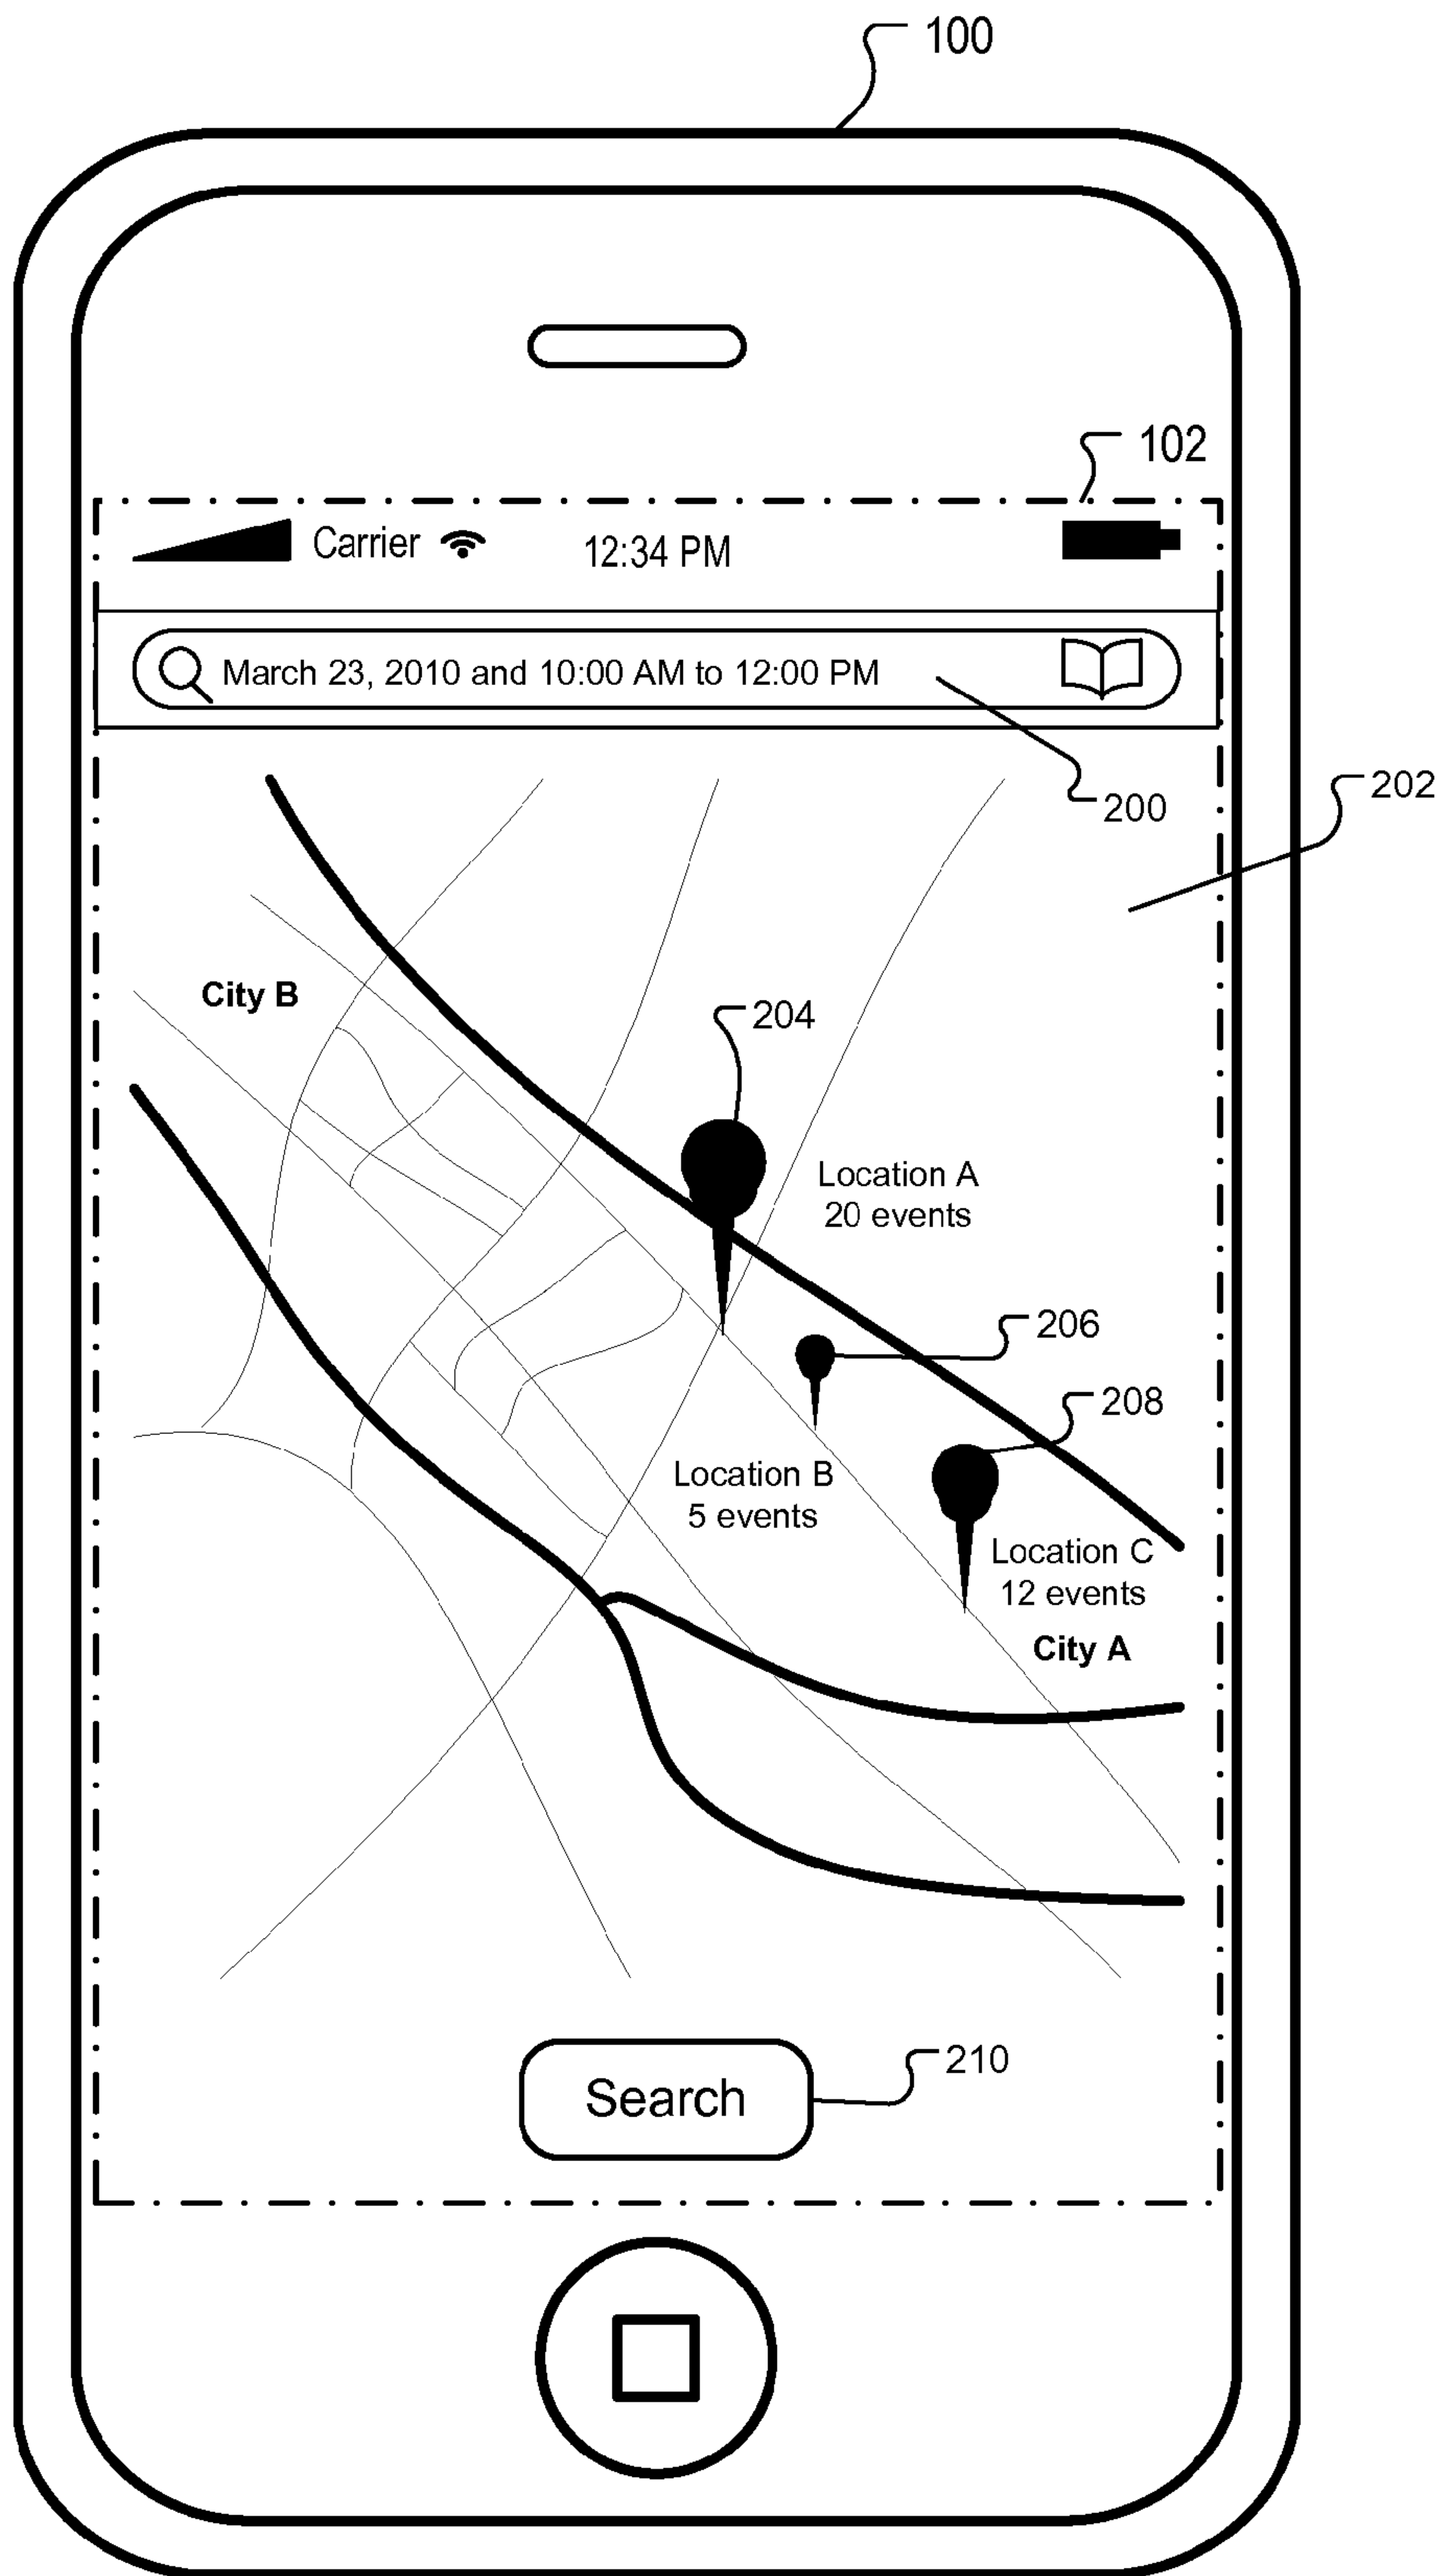 100
102
Carrier 12:34 PM
March 23, 2010 and 10:00 AM to 12:00 PM
200
202
City B
204
Location A
20 events
206
208
Location B
5 events
Location C
12 events
City A
Search
210